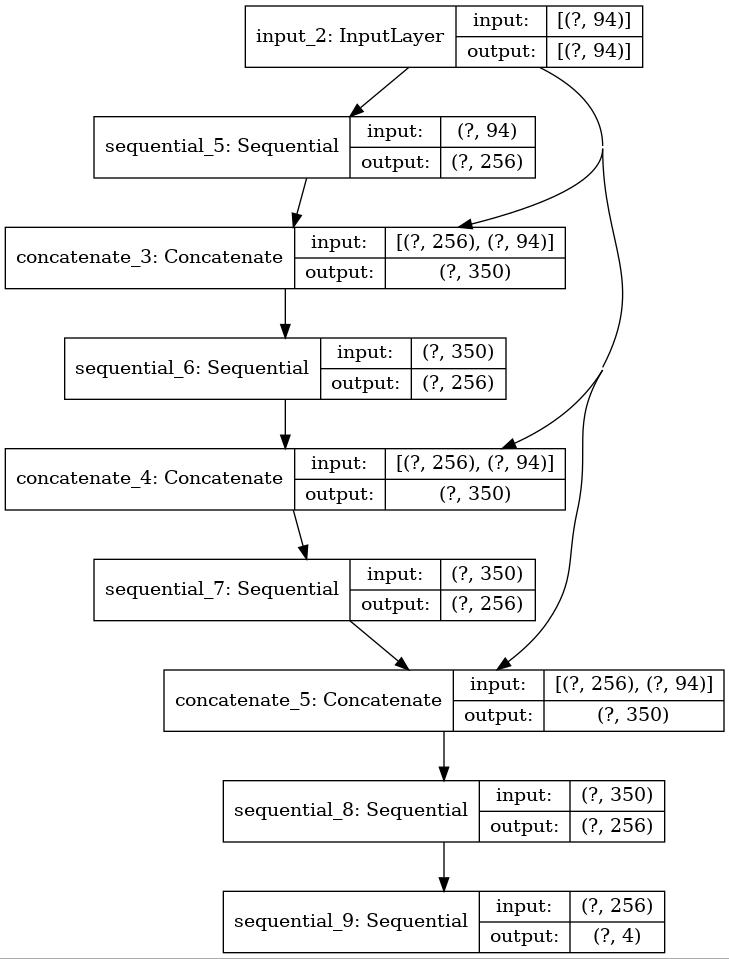 input_2: InputLayer
input: [(?, 94)]
output: [(?, 94)]
sequential_5: Sequential
input: (?, 94)
output: (?, 256)
concatenate_3: Concatenate
input: [(?, 256), (?, 94)]
output: (?, 350)
sequential_6: Sequential
input: (?, 350)
output: (?, 256)
concatenate_4: Concatenate
input: [(?, 256), (?, 94)]
output: (?, 350)
sequential_7: Sequential
input: (?, 350)
output: (?, 256)
concatenate_5: Concatenate
input: [(?, 256), (?, 94)]
output: (?, 350)
sequential_8: Sequential
input: (?, 350)
output: (?, 256)
sequential_9: Sequential
input: (?, 256)
output: (?, 4)